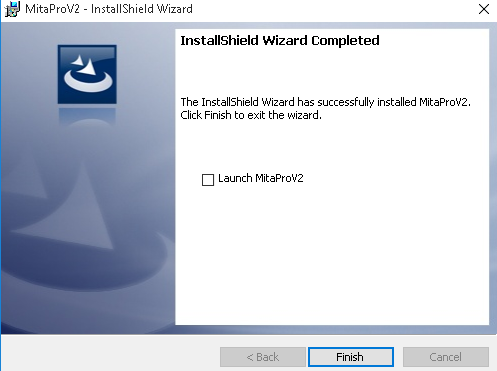 MitaProV2 - InstallShield Wizard
InstallShield Wizard Completed
The InstallShield Wizard has successfully installed MitaProV2.
Click Finish to exit the wizard.
Launch MitaProV2
< Back
Finish
Cancel